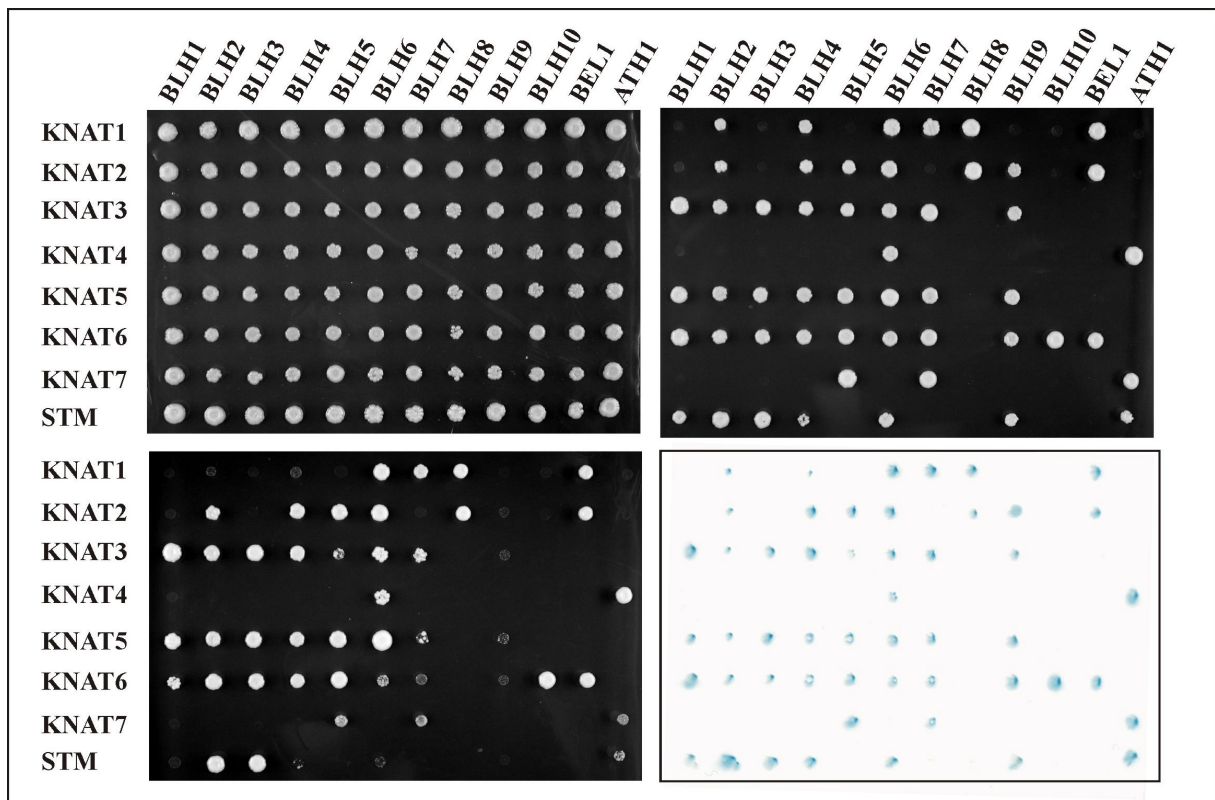 BLH1 BLH2 BLH3 BLH4 BLH5 BLH6 BLH7 BLH8 BLH9 BLH10 BEL1 ATH1
BLH1 BLH2 BLH3 BLH4 BLH5 BLH6 BLH7 BLH8 BLH9 BLH10 BEL1 ATH1
KNAT1
KNAT2
KNAT3
KNAT4
KNAT5
KNAT6
KNAT7
STM
KNAT1
KNAT2
KNAT3
KNAT4
KNAT5
KNAT6
KNAT7
STM